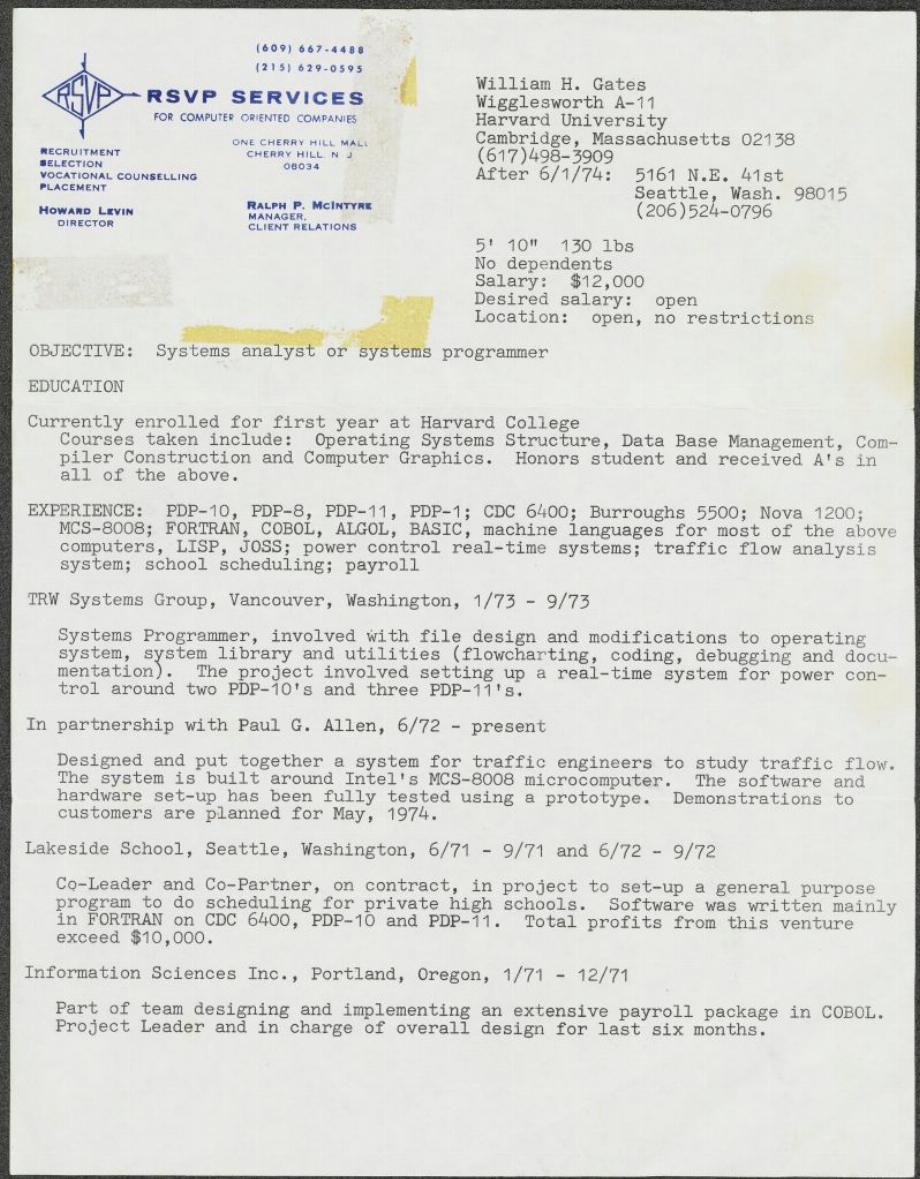 (609) 667-4488
(215) 629-0595
RSVP
RSVP SERVICES
FOR COMPUTER ORIENTED COMPANIES
ONE CHERRY HILL MALL
CHERRY HILL N J
08034
RECRUITMENT
SELECTION
VOCATIONAL COUNSELLING
PLACEMENT
HOWARD LEVIN
DIRECTOR
RALPH P. MCINTYRE
MANAGER,
CLIENT RELATIONS
William H. Gates
Wigglesworth A-11
Harvard University
Cambridge, Massachusetts 02138
(617)498-3909
After 6/1/74: 5161 N.E. 41st
Seattle, Wash. 98015
(206)524-0796
5' 10" 130 lbs
No dependents
Salary: $12,000
Desired salary: open
Location: open, no restrictions
OBJECTIVE: Systems analyst or systems programmer
EDUCATION
Currently enrolled for first year at Harvard College
Courses taken include: Operating Systems Structure, Data Base Management, Com-
piler Construction and Computer Graphics. Honors student and received A's in
all of the above.
EXPERIENCE: PDP-10, PDP-8, PDP-11, PDP-1; CDC 6400; Burroughs 5500; Nova 1200;
MCS-8008; FORTRAN, COBOL, ALGOL, BASIC, machine languages for most of the above
computers, LISP, JOSS; power control real-time systems; traffic flow analysis
system; school scheduling; payroll
TRW Systems Group, Vancouver, Washington, 1/73 - 9/73
Systems Programmer, involved with file design and modifications to operating
system, system library and utilities (flowcharting, coding, debugging and docu-
mentation). The project involved setting up a real-time system for power con-
trol around two PDP-10's and three PDP-11's.
In partnership with Paul G. Allen, 6/72 - present
Designed and put together a system for traffic engineers to study traffic flow.
The system is built around Intel's MCS-8008 microcomputer. The software and
hardware set-up has been fully tested using a prototype. Demonstrations to
customers are planned for May, 1974.
Lakeside School, Seattle, Washington, 6/71 - 9/71 and 6/72 - 9/72
Co-Leader and Co-Partner, on contract, in project to set-up a general purpose
program to do scheduling for private high schools. Software was written mainly
in FORTRAN on CDC 6400, PDP-10 and PDP-11. Total profits from this venture
exceed $10,000.
Information Sciences Inc., Portland, Oregon, 1/71 - 12/71
Part of team designing and implementing an extensive payroll package in COBOL.
Project Leader and in charge of overall design for last six months.